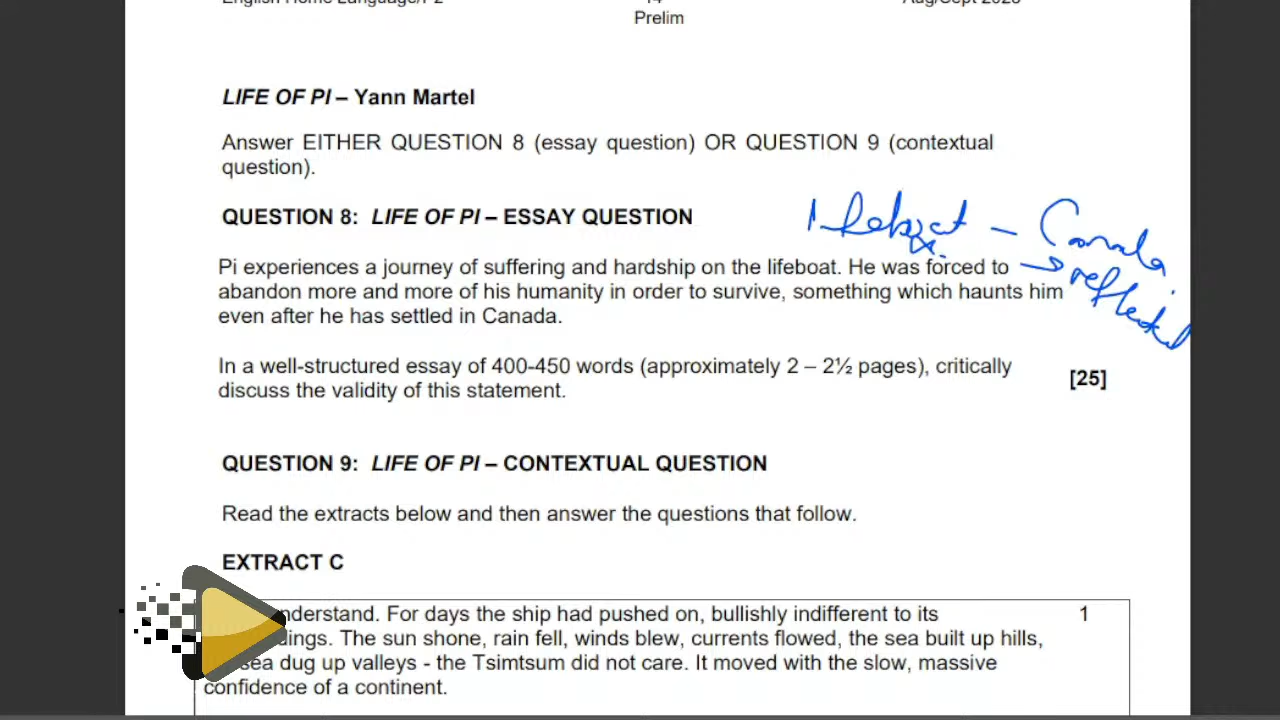 English Home Language/P2 14 Aug/Sept 2023
Prelim
LIFE OF PI – Yann Martel
Answer EITHER QUESTION 8 (essay question) OR QUESTION 9 (contextual
question).
QUESTION 8: LIFE OF PI – ESSAY QUESTION
lifeboat – Canada
→ reflected
Pi experiences a journey of suffering and hardship on the lifeboat. He was forced to
abandon more and more of his humanity in order to survive, something which haunts him
even after he has settled in Canada.
In a well-structured essay of 400-450 words (approximately 2 – 2½ pages), critically
discuss the validity of this statement.
[25]
QUESTION 9: LIFE OF PI – CONTEXTUAL QUESTION
Read the extracts below and then answer the questions that follow.
EXTRACT C
nderstand. For days the ship had pushed on, bullishly indifferent to its 1
dings. The sun shone, rain fell, winds blew, currents flowed, the sea built up hills,
sea dug up valleys - the Tsimtsum did not care. It moved with the slow, massive
confidence of a continent.